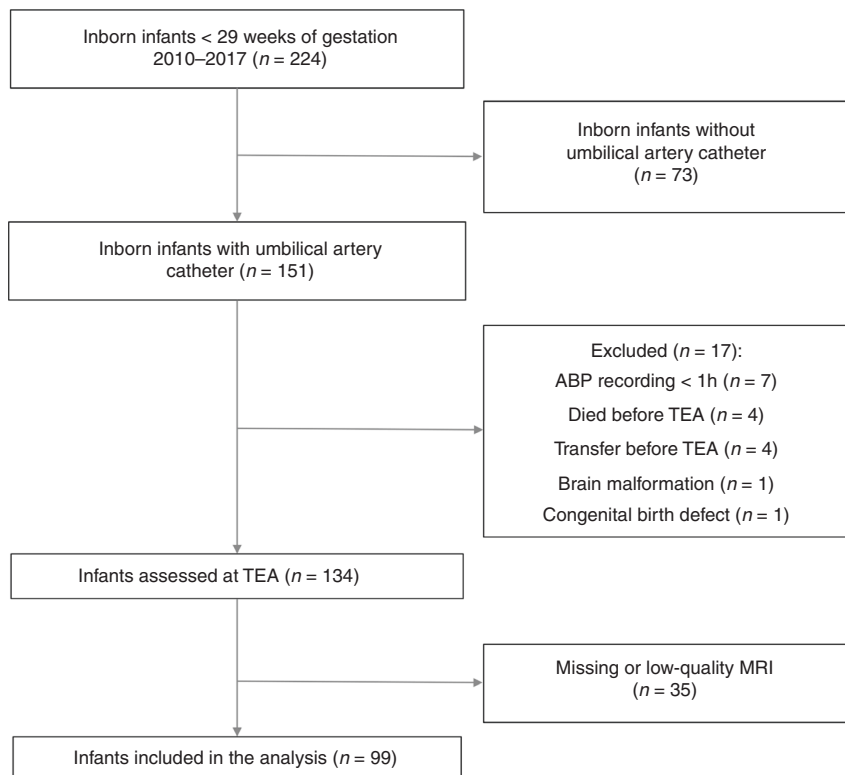 Inborn infants < 29 weeks of gestation
2010–2017 (n = 224)
Inborn infants without
umbilical artery catheter
(n = 73)
Inborn infants with umbilical artery
catheter (n = 151)
Excluded (n = 17):
ABP recording < 1h (n = 7)
Died before TEA (n = 4)
Transfer before TEA (n = 4)
Brain malformation (n = 1)
Congenital birth defect (n = 1)
Infants assessed at TEA (n = 134)
Missing or low-quality MRI
(n = 35)
Infants included in the analysis (n = 99)